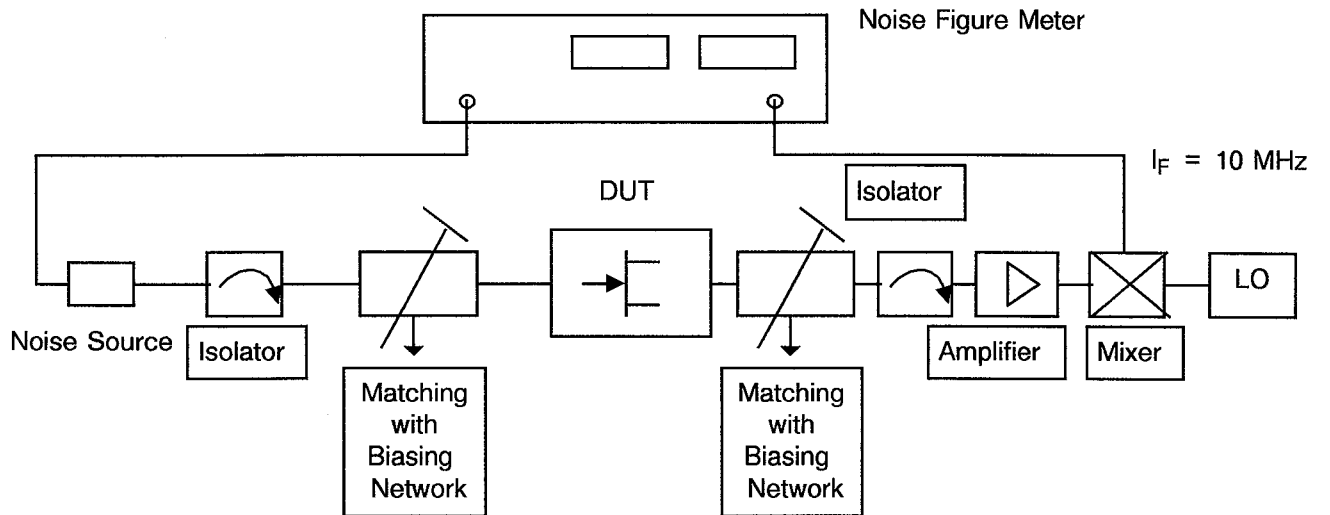 Noise Figure Meter
I_F = 10 MHz
DUT
Isolator
LO
Noise Source
Isolator
Amplifier
Mixer
Matching
with
Biasing
Network
Matching
with
Biasing
Network